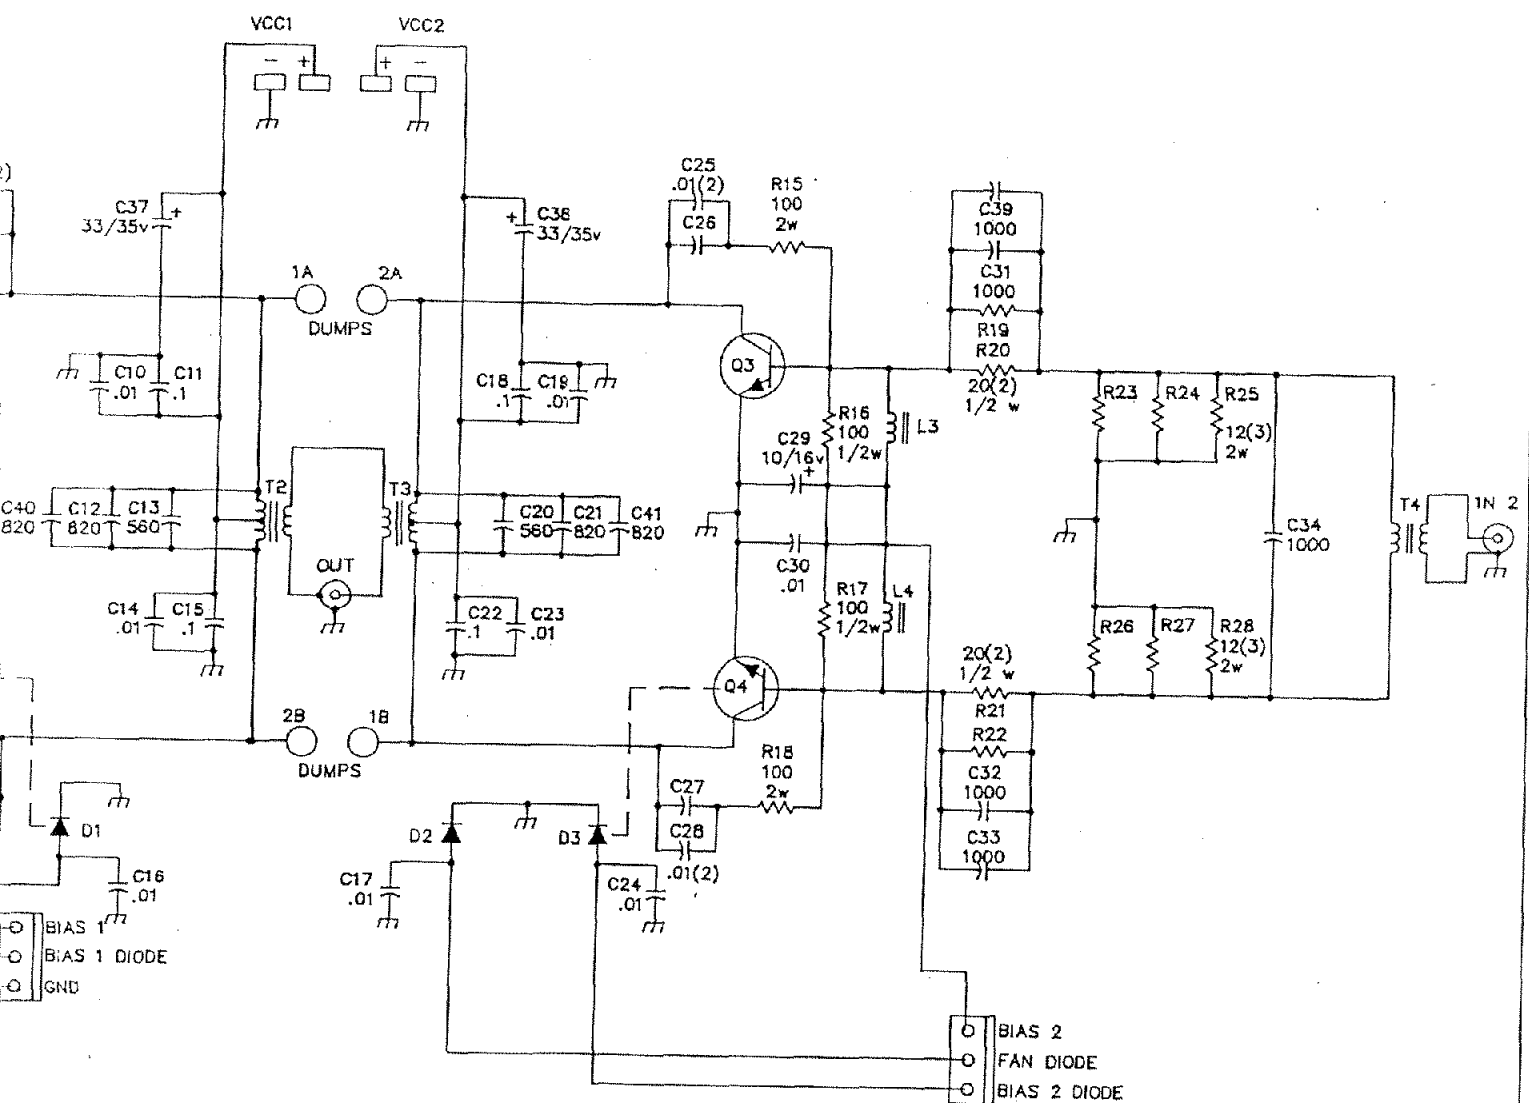 VCC1
VCC2
- +
+ -
2)
C37
33/35v
+
+
C38
33/35v
C25
.01(2)
C26
R15
100
2w
C39
1000
C31
1000
R19
R20
20(2)
1/2 w
1A
2A
DUMPS
C10
.01
C11
.1
C18
.1
C19
.01
Q3
R16
100
1/2w
L3
C29
10/16v
+
R23
R24
R25
12(3)
2w
C40
820
C12
820
C13
560
T2
T3
C20
560
C21
820
C41
820
OUT
C30
.01
C34
1000
T4
1N 2
C14
.01
C15
.1
C22
.1
C23
.01
R17
100
1/2w
L4
R26
R27
R28
12(3)
2w
Q4
20(2)
1/2 w
R21
R22
C32
1000
C33
1000
2B
1B
DUMPS
R18
100
2w
C27
C28
.01(2)
D1
D2
D3
C16
.01
C17
.01
C24
.01
BIAS 1
BIAS 1 DIODE
GND
BIAS 2
FAN DIODE
BIAS 2 DIODE